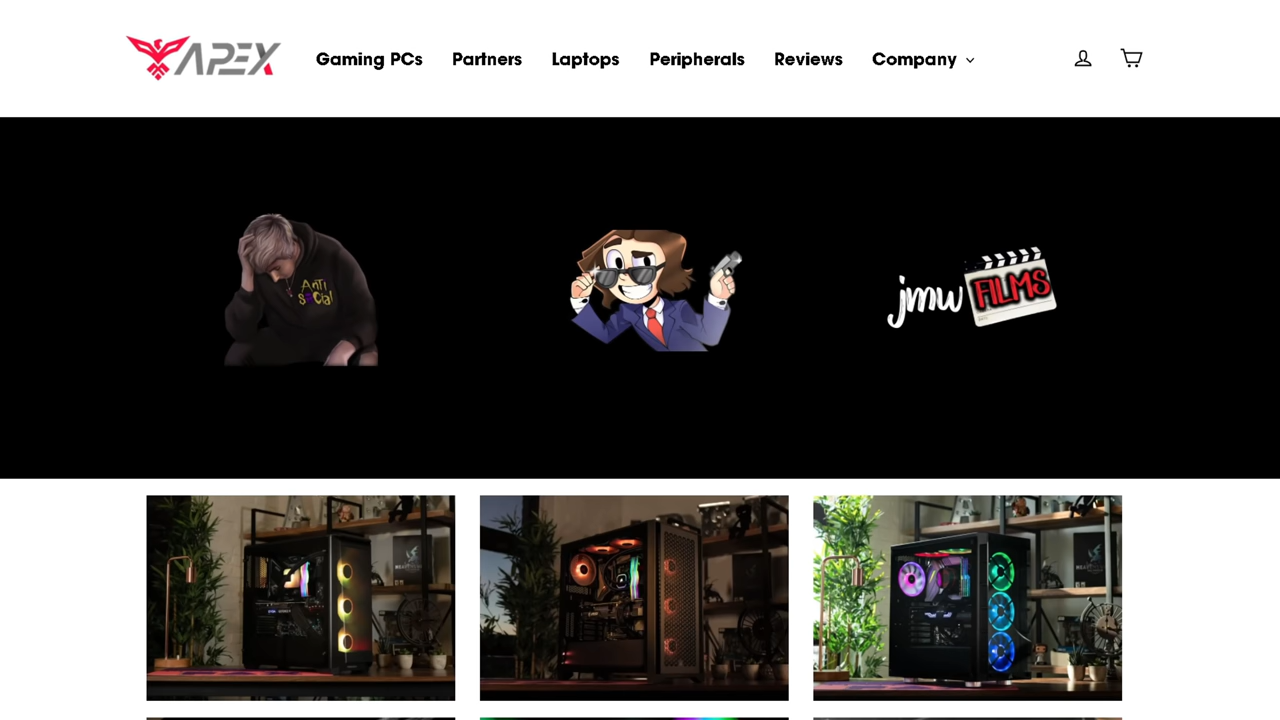 APEX
Gaming PCs
Partners
Laptops
Peripherals
Reviews
Company
Anti
social
jmw FILMS